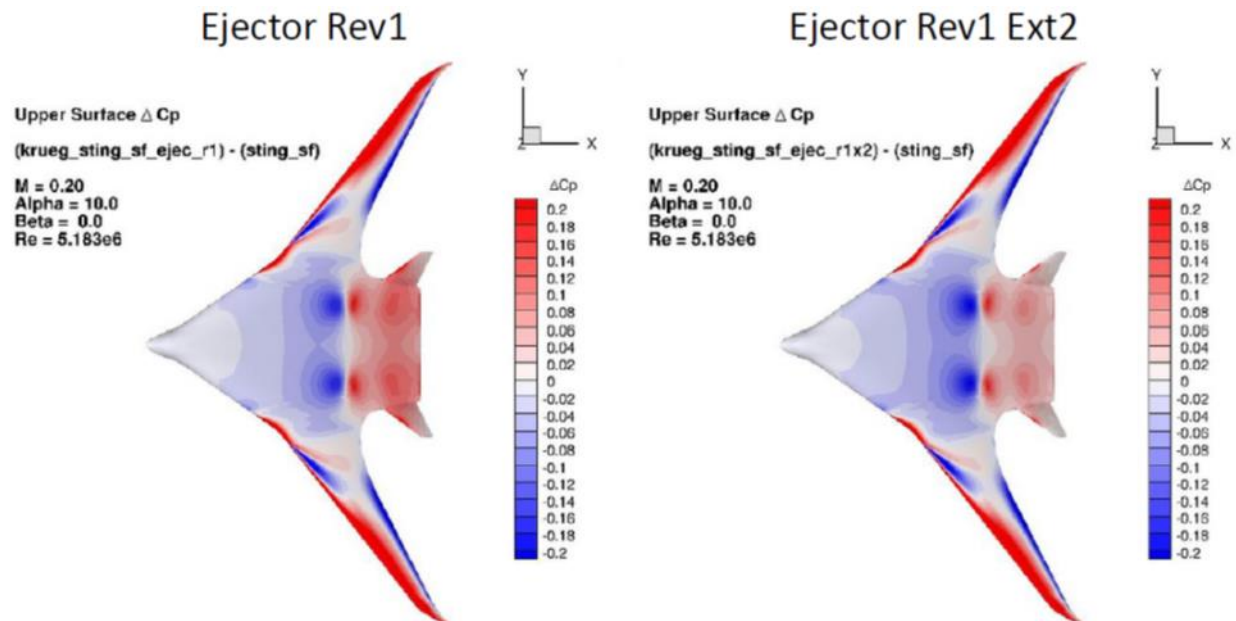 Ejector Rev1
Upper Surface Δ Cp
(krueg_sting_sf_ejec_r1) - (sting_sf)
M = 0.20
Alpha = 10.0
Beta = 0.0
Re = 5.183e6
Y
Z
X
ΔCp
0.2
0.18
0.16
0.14
0.12
0.1
0.08
0.06
0.04
0.02
0
-0.02
-0.04
-0.06
-0.08
-0.1
-0.12
-0.14
-0.16
-0.18
-0.2
Ejector Rev1 Ext2
Upper Surface Δ Cp
(krueg_sting_sf_ejec_r1x2) - (sting_sf)
M = 0.20
Alpha = 10.0
Beta = 0.0
Re = 5.183e6
Y
Z
X
ΔCp
0.2
0.18
0.16
0.14
0.12
0.1
0.08
0.06
0.04
0.02
0
-0.02
-0.04
-0.06
-0.08
-0.1
-0.12
-0.14
-0.16
-0.18
-0.2